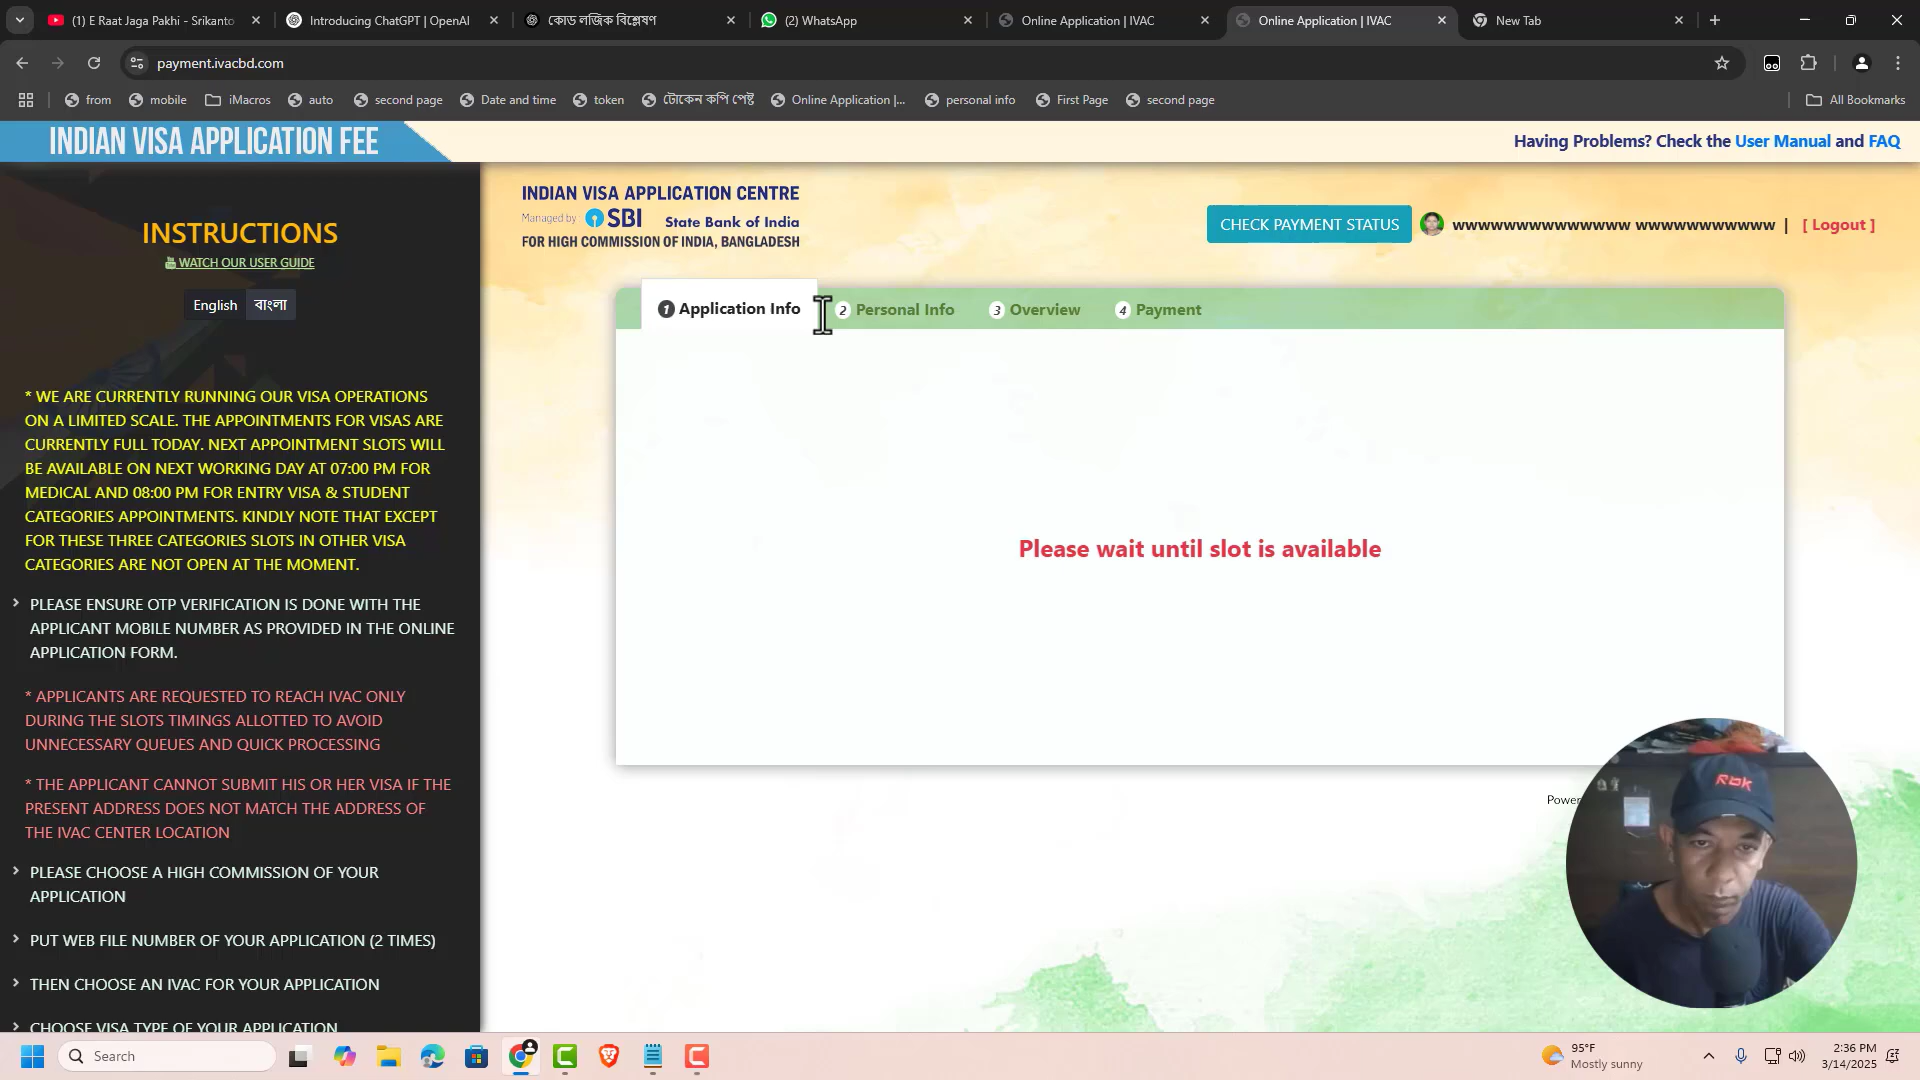 (1) E Raat Jaga Pakhi - Srikanto
Introducing ChatGPT | OpenAI
কোড লজিক বিশ্লেষণ
(2) WhatsApp
Online Application | IVAC
Online Application | IVAC
New Tab
payment.ivacbd.com
from
mobile
iMacros
auto
second page
Date and time
token
টোকেন কপি পেষ্ট
Online Application |...
personal info
First Page
second page
All Bookmarks
INDIAN VISA APPLICATION FEE
Having Problems? Check the User Manual and FAQ
INSTRUCTIONS
WATCH OUR USER GUIDE
English
বাংলা
* WE ARE CURRENTLY RUNNING OUR VISA OPERATIONS
ON A LIMITED SCALE. THE APPOINTMENTS FOR VISAS ARE
CURRENTLY FULL TODAY. NEXT APPOINTMENT SLOTS WILL
BE AVAILABLE ON NEXT WORKING DAY AT 07:00 PM FOR
MEDICAL AND 08:00 PM FOR ENTRY VISA & STUDENT
CATEGORIES APPOINTMENTS. KINDLY NOTE THAT EXCEPT
FOR THESE THREE CATEGORIES SLOTS IN OTHER VISA
CATEGORIES ARE NOT OPEN AT THE MOMENT.
PLEASE ENSURE OTP VERIFICATION IS DONE WITH THE
APPLICANT MOBILE NUMBER AS PROVIDED IN THE ONLINE
APPLICATION FORM.
* APPLICANTS ARE REQUESTED TO REACH IVAC ONLY
DURING THE SLOTS TIMINGS ALLOTTED TO AVOID
UNNECESSARY QUEUES AND QUICK PROCESSING
* THE APPLICANT CANNOT SUBMIT HIS OR HER VISA IF THE
PRESENT ADDRESS DOES NOT MATCH THE ADDRESS OF
THE IVAC CENTER LOCATION
PLEASE CHOOSE A HIGH COMMISSION OF YOUR
APPLICATION
PUT WEB FILE NUMBER OF YOUR APPLICATION (2 TIMES)
THEN CHOOSE AN IVAC FOR YOUR APPLICATION
CHOOSE VISA TYPE OF YOUR APPLICATION
INDIAN VISA APPLICATION CENTRE
Managed by SBI State Bank of India
FOR HIGH COMMISSION OF INDIA, BANGLADESH
CHECK PAYMENT STATUS
wwwwwwwwwwwwwww wwwwwwwwwww | [ Logout ]
1 Application Info
2 Personal Info
3 Overview
4 Payment
Please wait until slot is available
Power
RDK
Search
95°F
Mostly sunny
2:36 PM
3/14/2025